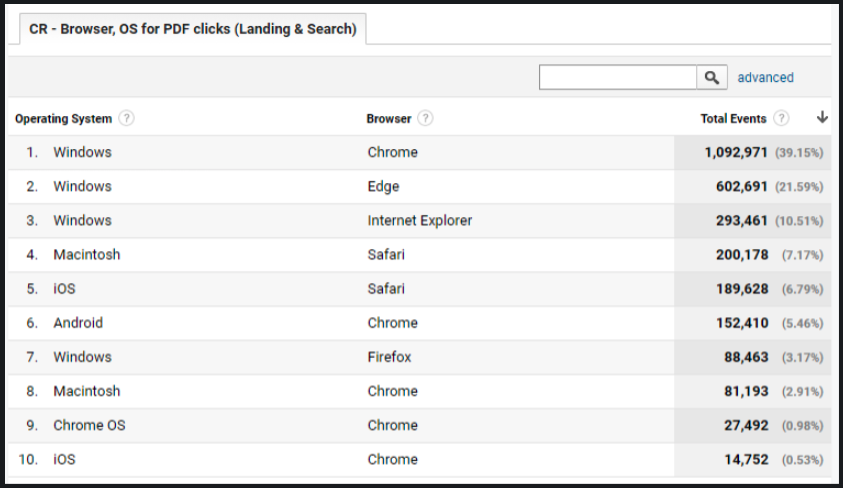 CR - Browser, OS for PDF clicks (Landing & Search)
advanced
Operating System ? Browser ? Total Events ?
1. Windows Chrome 1,092,971 (39.15%)
2. Windows Edge 602,691 (21.59%)
3. Windows Internet Explorer 293,461 (10.51%)
4. Macintosh Safari 200,178 (7.17%)
5. iOS Safari 189,628 (6.79%)
6. Android Chrome 152,410 (5.46%)
7. Windows Firefox 88,463 (3.17%)
8. Macintosh Chrome 81,193 (2.91%)
9. Chrome OS Chrome 27,492 (0.98%)
10. iOS Chrome 14,752 (0.53%)